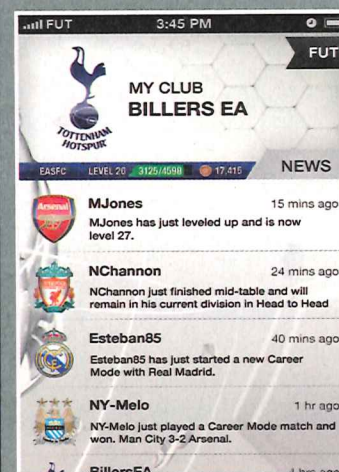 FUT 3:45 PM
FUT
MY CLUB
BILLERS EA
TOTTENHAM
HOTSPUR
EASFC LEVEL 20 3125/4598 17,415 NEWS
Arsenal
MJones 15 mins ago
MJones has just leveled up and is now
level 27.
NChannon 24 mins ago
NChannon just finished mid-table and will
remain in his current division in Head to Head
Esteban85 40 mins ago
Esteban85 has just started a new Career
Mode with Real Madrid.
NY-Melo 1 hr ago
NY-Melo just played a Career Mode match and
won. Man City 3-2 Arsenal.
BillersEA hrs ago